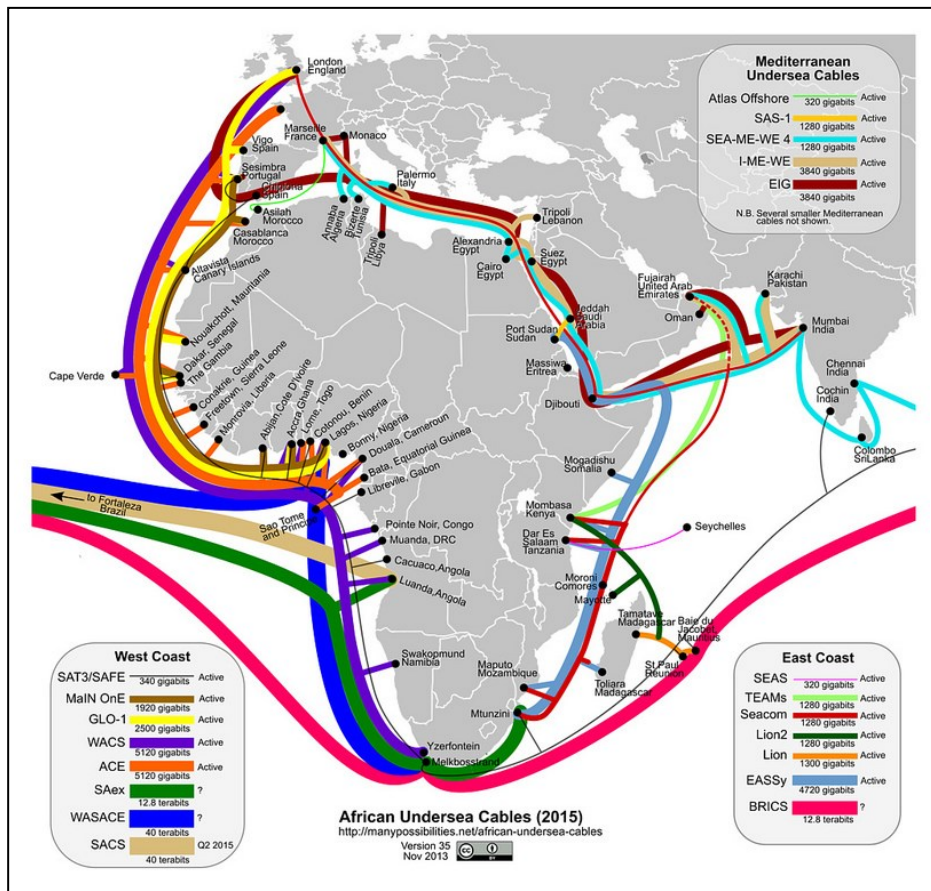 London
England
Marseille
France
Monaco
Vigo
Spain
Sesimbra
Portugal
Chipiona
Spain
Asilah
Morocco
Casablanca
Morocco
Palermo
Italy
Annaba
Algeria
Bizerte
Tunisia
Tripoli
Libya
Tripoli
Lebanon
Alexandria
Egypt
Cairo
Egypt
Suez
Egypt
Jeddah
Saudi
Arabia
Port Sudan
Sudan
Massiwa
Eritrea
Djibouti
Fujairah
United Arab
Emirates
Oman
Karachi
Pakistan
Mumbai
India
Chennai
India
Cochin
India
Colombo
SriLanka
Altavista
Canary Islands
Nouakchott, Mauritania
Dakar, Senegal
The Gambia
Cape Verde
Conakrie, Guinea
Freetown, Sierra Leone
Monrovia, Liberia
Abijan,Cote D'Ivoire
Accra,Ghana
Lome, Togo
Cotonou, Benin
Lagos, Nigeria
Bonny, Nigeria
Douala, Cameroun
Bata, Equatorial Guinea
Libreville, Gabon
to Fortaleza
Brazil
Sao Tome
and Principe
Pointe Noir, Congo
Muanda, DRC
Cacuaco,Angola
Luanda,Angola
Swakopmund
Namibia
Yzerfontein
Melkbosstrand
Mogadishu
Somalia
Mombasa
Kenya
Dar Es
Salaam
Tanzania
Seychelles
Moroni
Comores
Mayotte
Tamatave
Madagascar
Baie du
Jacobet,
Mauritius
St.Paul
Reunion
Toliara
Madagascar
Maputo
Mozambique
Mtunzini
Mediterranean
Undersea Cables
Atlas Offshore 320 gigabits Active
SAS-1 1280 gigabits Active
SEA-ME-WE 4 1280 gigabits Active
I-ME-WE 3840 gigabits Active
EIG 3840 gigabits Active
N.B. Several smaller Mediterranean
cables not shown.
West Coast
SAT3/SAFE 340 gigabits Active
MaIN OnE 1920 gigabits Active
GLO-1 2500 gigabits Active
WACS 5120 gigabits Active
ACE 5120 gigabits Active
SAex 12.8 terabits ?
WASACE 40 terabits ?
SACS 40 terabits Q2 2015
East Coast
SEAS 320 gigabits Active
TEAMs 1280 gigabits Active
Seacom 1280 gigabits Active
Lion2 1280 gigabits Active
Lion 1300 gigabits Active
EASSy 4720 gigabits Active
BRICS 12.8 terabits ?
African Undersea Cables (2015)
http://manypossibilities.net/african-undersea-cables
Version 35
Nov 2013
cc
BY